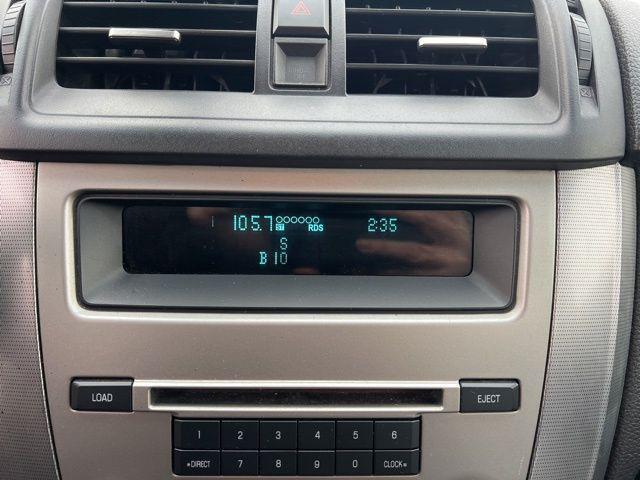 105.7 ST RDS 2:35
S
B 10
LOAD EJECT
1 2 3 4 5 6
*DIRECT 7 8 9 0 CLOCK*